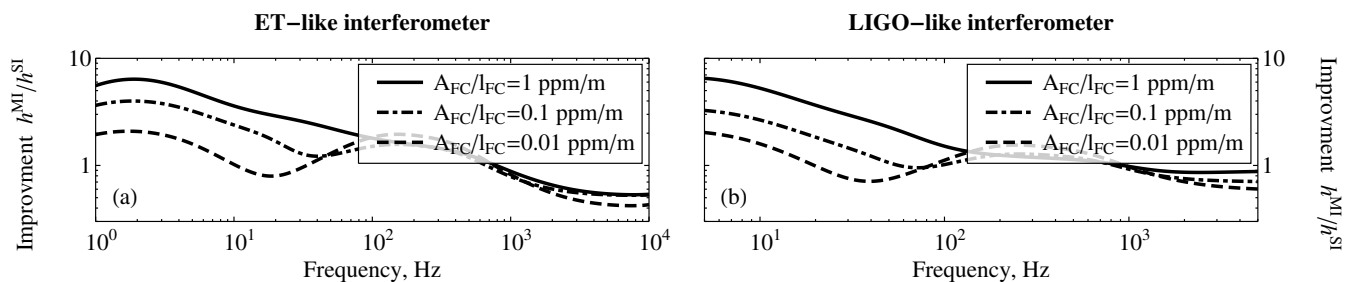 ET−like interferometer
LIGO−like interferometer
Improvment h^MI/h^SI
10
1
A_FC/l_FC=1 ppm/m
A_FC/l_FC=0.1 ppm/m
A_FC/l_FC=0.01 ppm/m
(a)
10^0 10^1 10^2 10^3 10^4
Frequency, Hz
A_FC/l_FC=1 ppm/m
A_FC/l_FC=0.1 ppm/m
A_FC/l_FC=0.01 ppm/m
(b)
10^1 10^2 10^3
Frequency, Hz
10
1
Improvment h^MI/h^SI